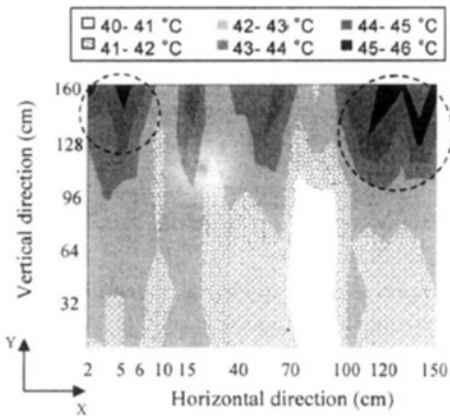 40- 41 °C 42- 43 °C 44- 45 °C
41- 42 °C 43- 44 °C 45- 46 °C
Vertical direction (cm)
160
128
96
64
32
2 5 6 10 15 40 70 100 120 150
Y
X
Horizontal direction (cm)